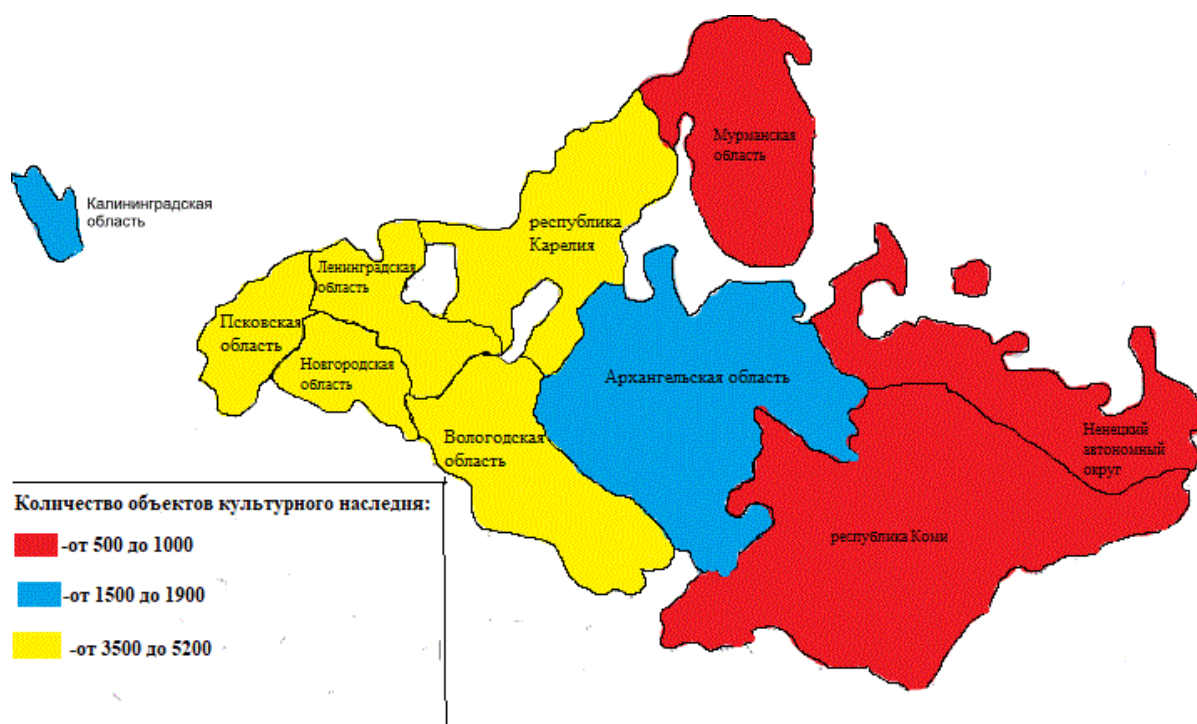 Мурманская
область
Калининградская
область
республика
Карелия
Ленинградская
область
Псковская
область
Новгородская
область
Архангельская область
Вологодская
область
Ненецкий
автономный
округ
республика Коми
Количество объектов культурного наследия:
-от 500 до 1000
-от 1500 до 1900
-от 3500 до 5200